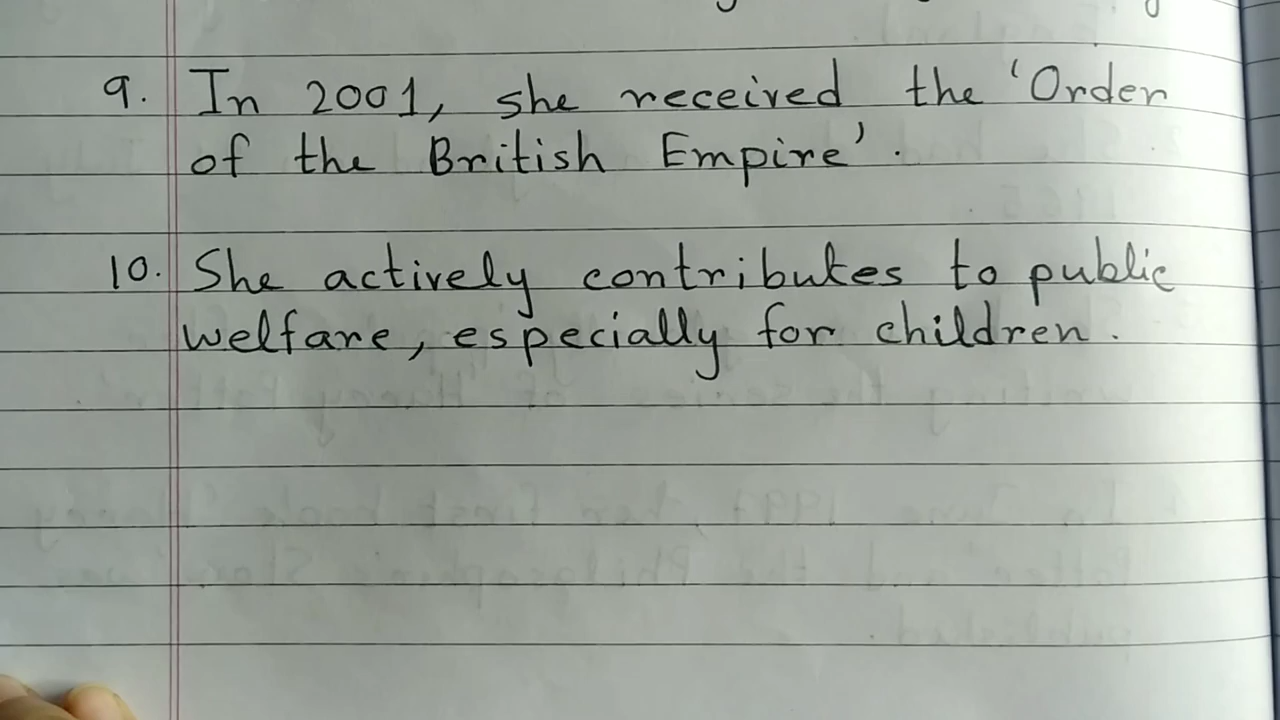 9. In 2001, she received the 'Order
of the British Empire'.
10. She actively contributes to public
welfare, especially for children.